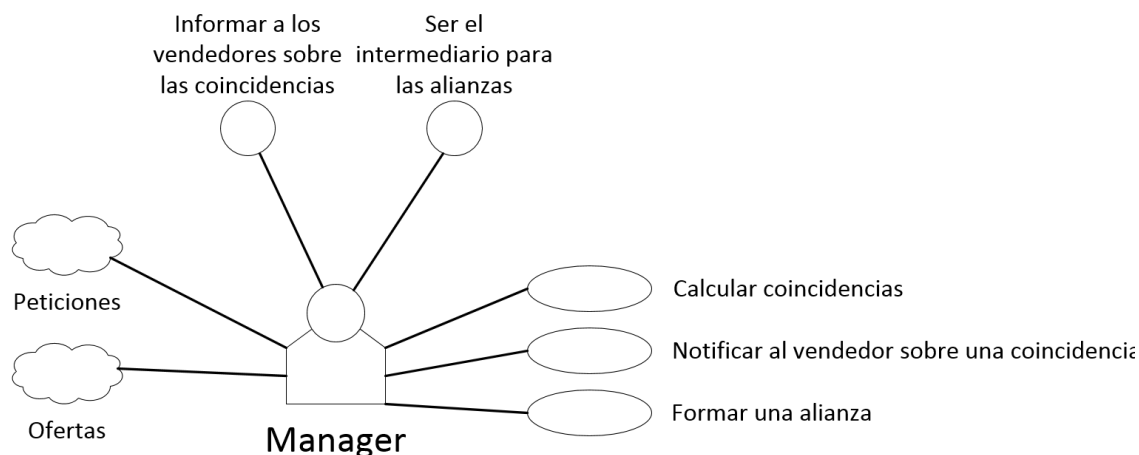 Informar a los
vendedores sobre
las coincidencias
Ser el
intermediario para
las alianzas
Peticiones
Ofertas
Manager
Calcular coincidencias
Notificar al vendedor sobre una coincidencia
Formar una alianza